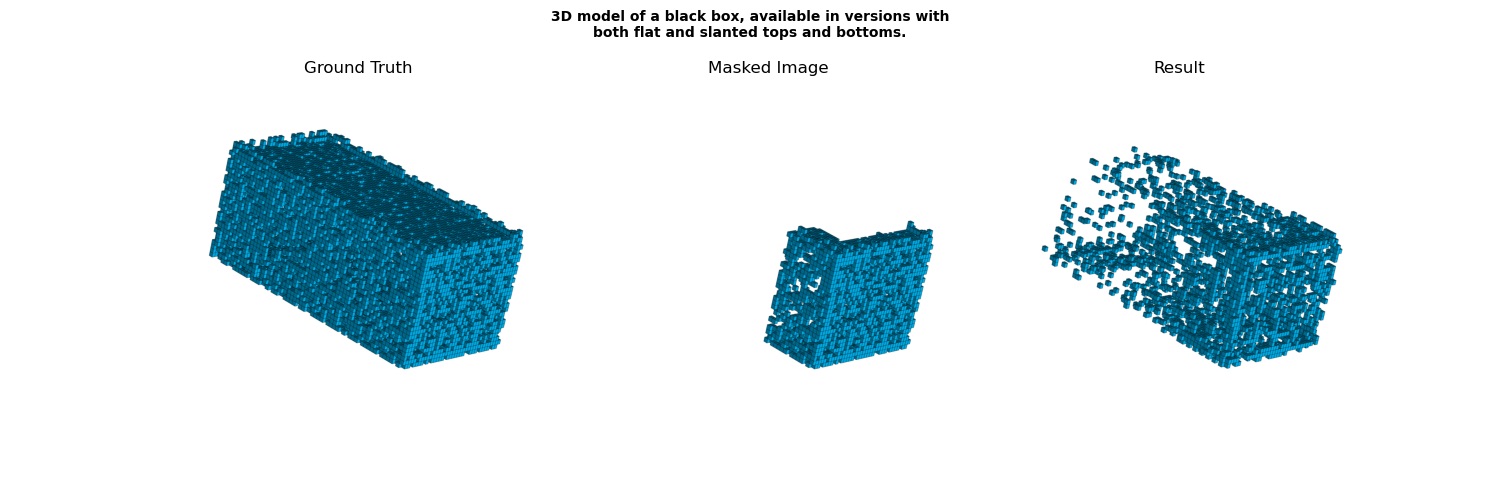 3D model of a black box, available in versions with
both flat and slanted tops and bottoms.
Ground Truth
Masked Image
Result